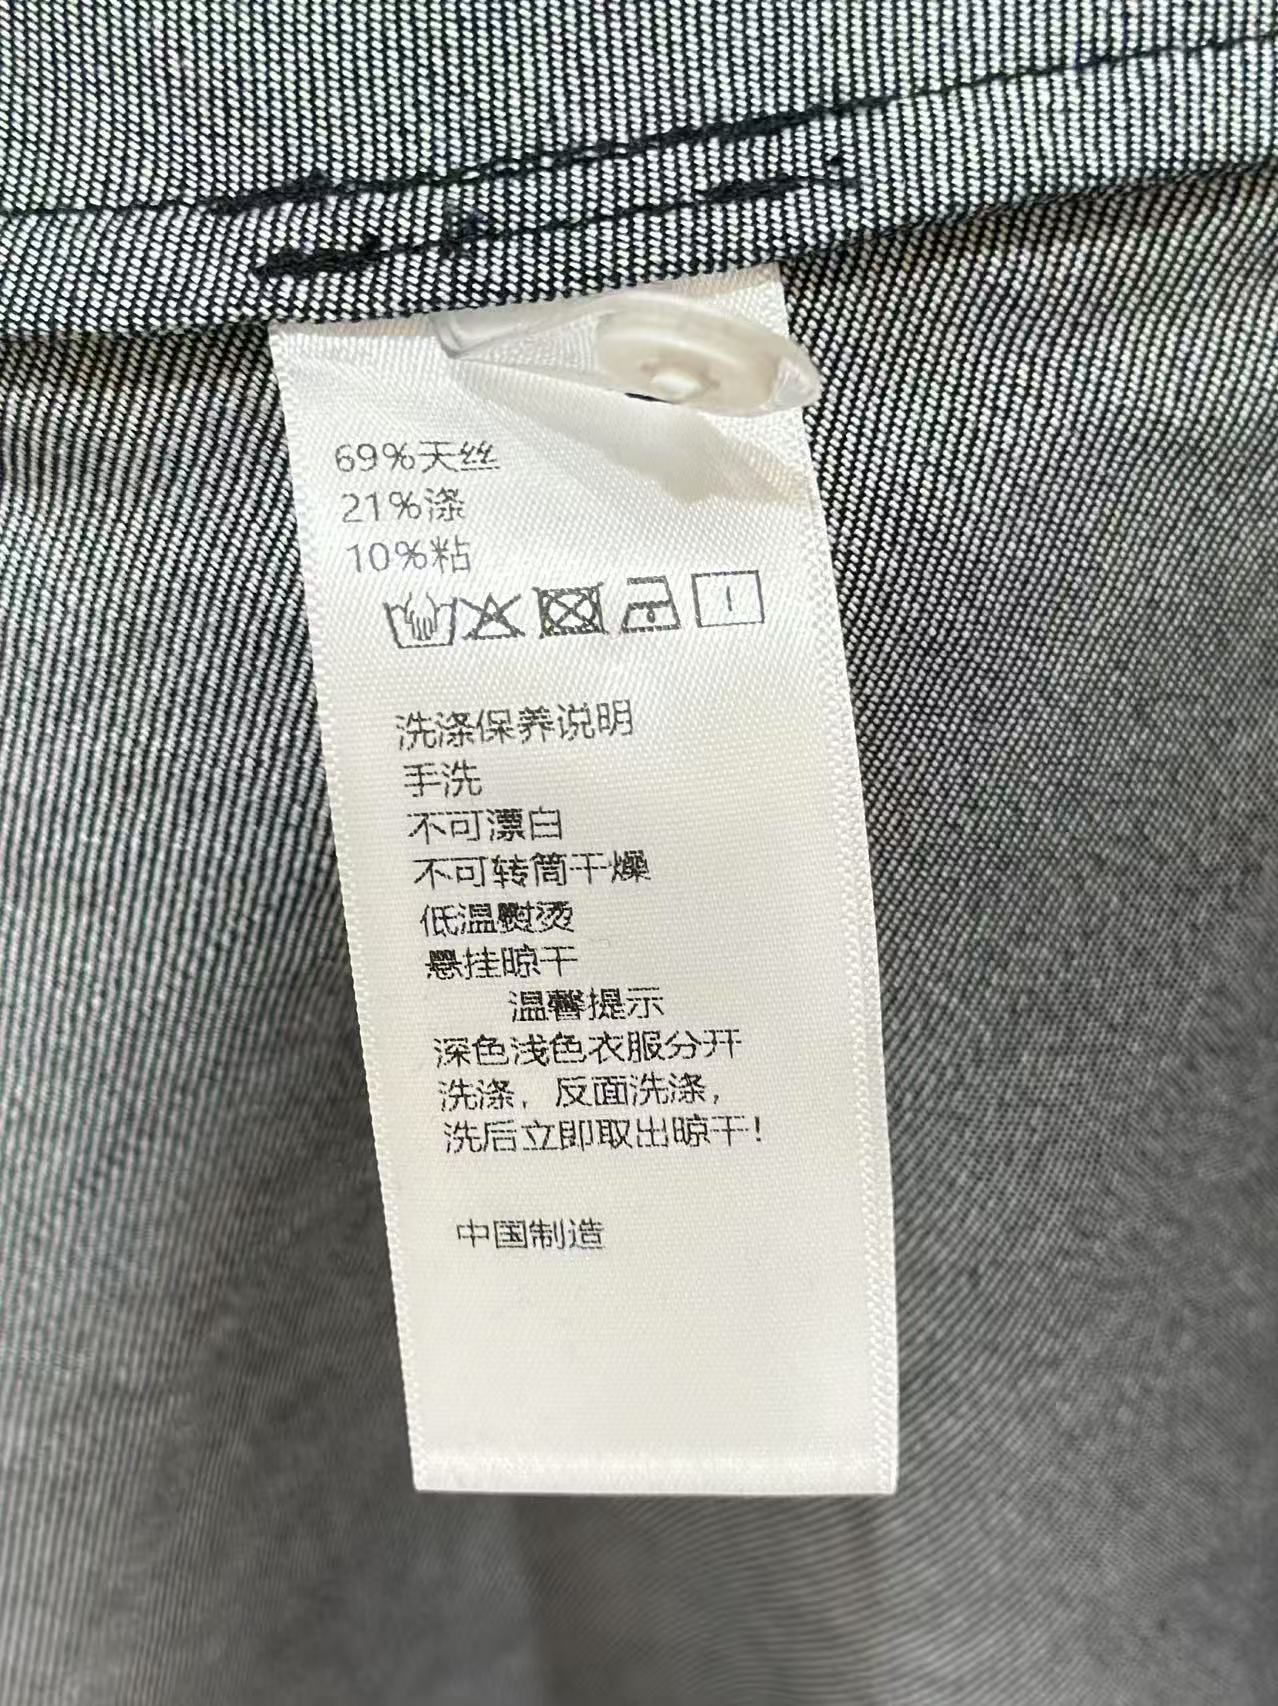 69%天丝
21%涤
10%粘
洗涤保养说明
手洗
不可漂白
不可转筒干燥
低温熨烫
悬挂晾干
温馨提示
深色浅色衣服分开
洗涤，反面洗涤，
洗后立即取出晾干！
中国制造